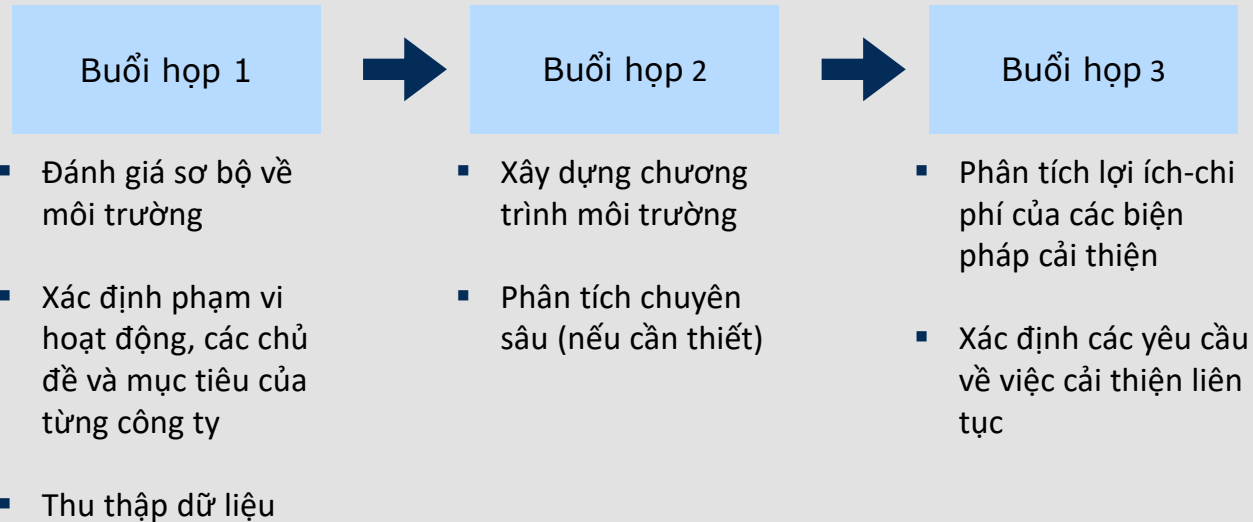 Buổi họp 1
Buổi họp 2
Buổi họp 3
▪ Đánh giá sơ bộ về
môi trường
▪ Xác định phạm vi
hoạt động, các chủ
đề và mục tiêu của
từng công ty
▪ Thu thập dữ liệu
▪ Xây dựng chương
trình môi trường
▪ Phân tích chuyên
sâu (nếu cần thiết)
▪ Phân tích lợi ích-chi
phí của các biện
pháp cải thiện
▪ Xác định các yêu cầu
về việc cải thiện liên
tục